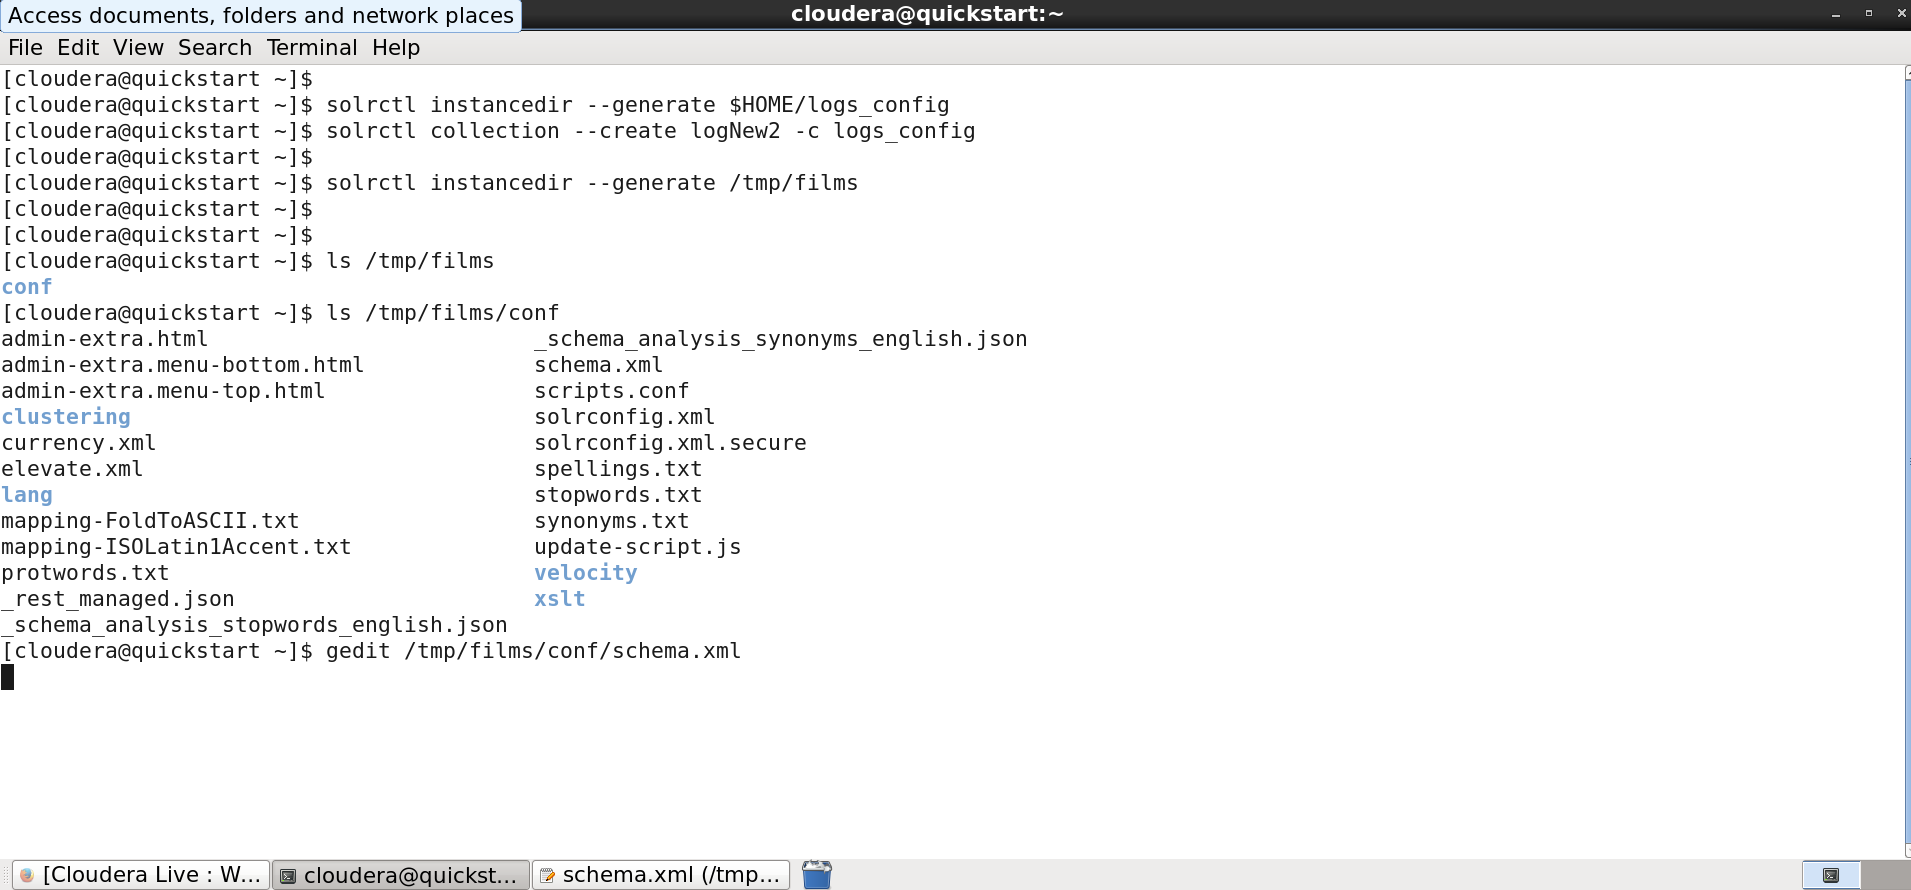 Access documents, folders and network places
cloudera@quickstart:~
File Edit View Search Terminal Help
[cloudera@quickstart ~]$
[cloudera@quickstart ~]$ solrctl instancedir --generate $HOME/logs_config
[cloudera@quickstart ~]$ solrctl collection --create logNew2 -c logs_config
[cloudera@quickstart ~]$
[cloudera@quickstart ~]$ solrctl instancedir --generate /tmp/films
[cloudera@quickstart ~]$
[cloudera@quickstart ~]$
[cloudera@quickstart ~]$ ls /tmp/films
conf
[cloudera@quickstart ~]$ ls /tmp/films/conf
admin-extra.html _schema_analysis_synonyms_english.json
admin-extra.menu-bottom.html schema.xml
admin-extra.menu-top.html scripts.conf
clustering solrconfig.xml
currency.xml solrconfig.xml.secure
elevate.xml spellings.txt
lang stopwords.txt
mapping-FoldToASCII.txt synonyms.txt
mapping-ISOLatin1Accent.txt update-script.js
protwords.txt velocity
_rest_managed.json xslt
_schema_analysis_stopwords_english.json
[cloudera@quickstart ~]$ gedit /tmp/films/conf/schema.xml
[Cloudera Live : W... cloudera@quickst... schema.xml (/tmp...